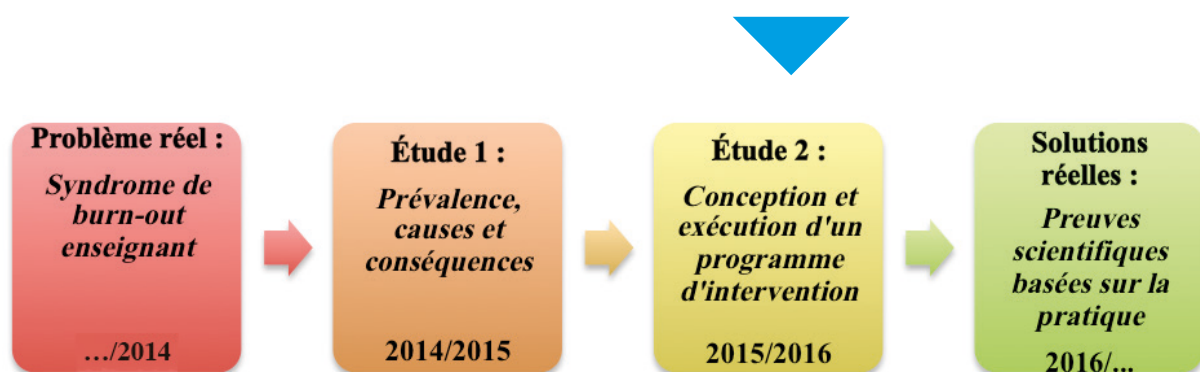 Problème réel :
Syndrome de
burn-out
enseignant
…/2014
Étude 1 :
Prévalence,
causes et
conséquences
2014/2015
Étude 2 :
Conception et
exécution d'un
programme
d'intervention
2015/2016
Solutions
réelles :
Preuves
scientifiques
basées sur la
pratique
2016/...